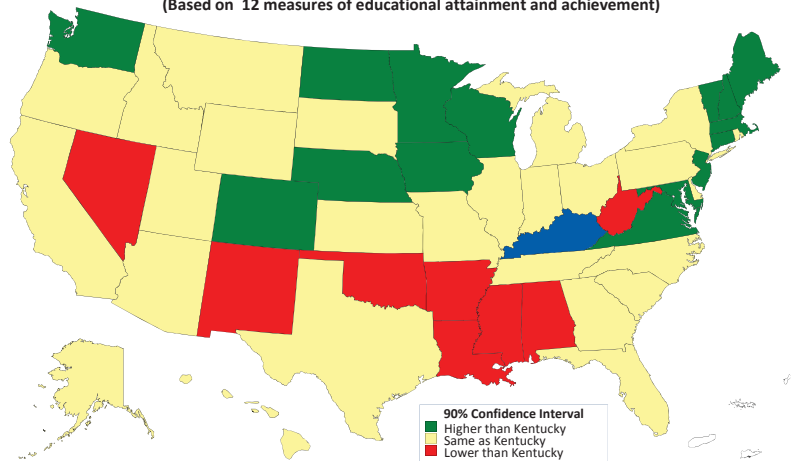 (Based on 12 measures of educational attainment and achievement)
90% Confidence Interval
Higher than Kentucky
Same as Kentucky
Lower than Kentucky